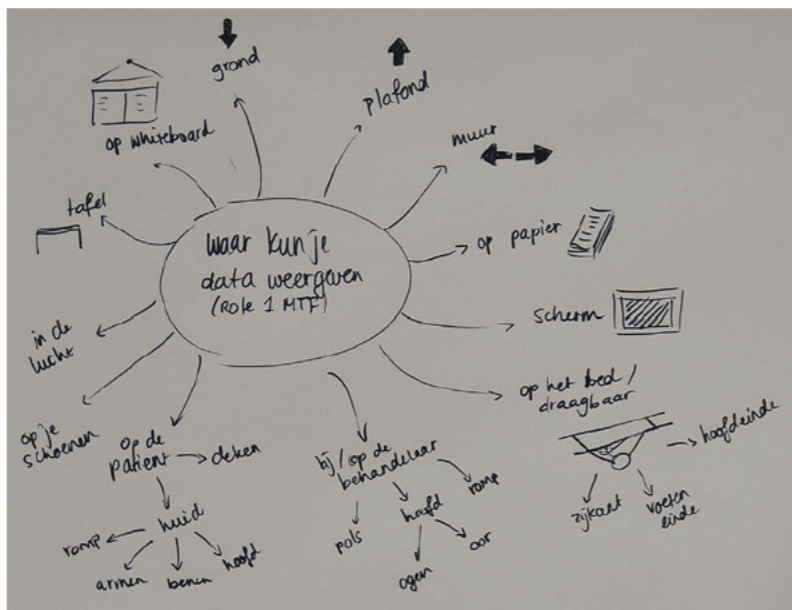 waar kun je
data weergeven
(Role 1 MTF)
grond
plafond
muur
op papier
scherm
op het bed /
draagbaar
hoofdeinde
voeten
einde
zijkant
bij / op de
behandelaar
romp
hoofd
oor
ogen
pols
op de
patient
deken
huid
hoofd
benen
armen
romp
op je
schoenen
in de
lucht
tafel
op whiteboard